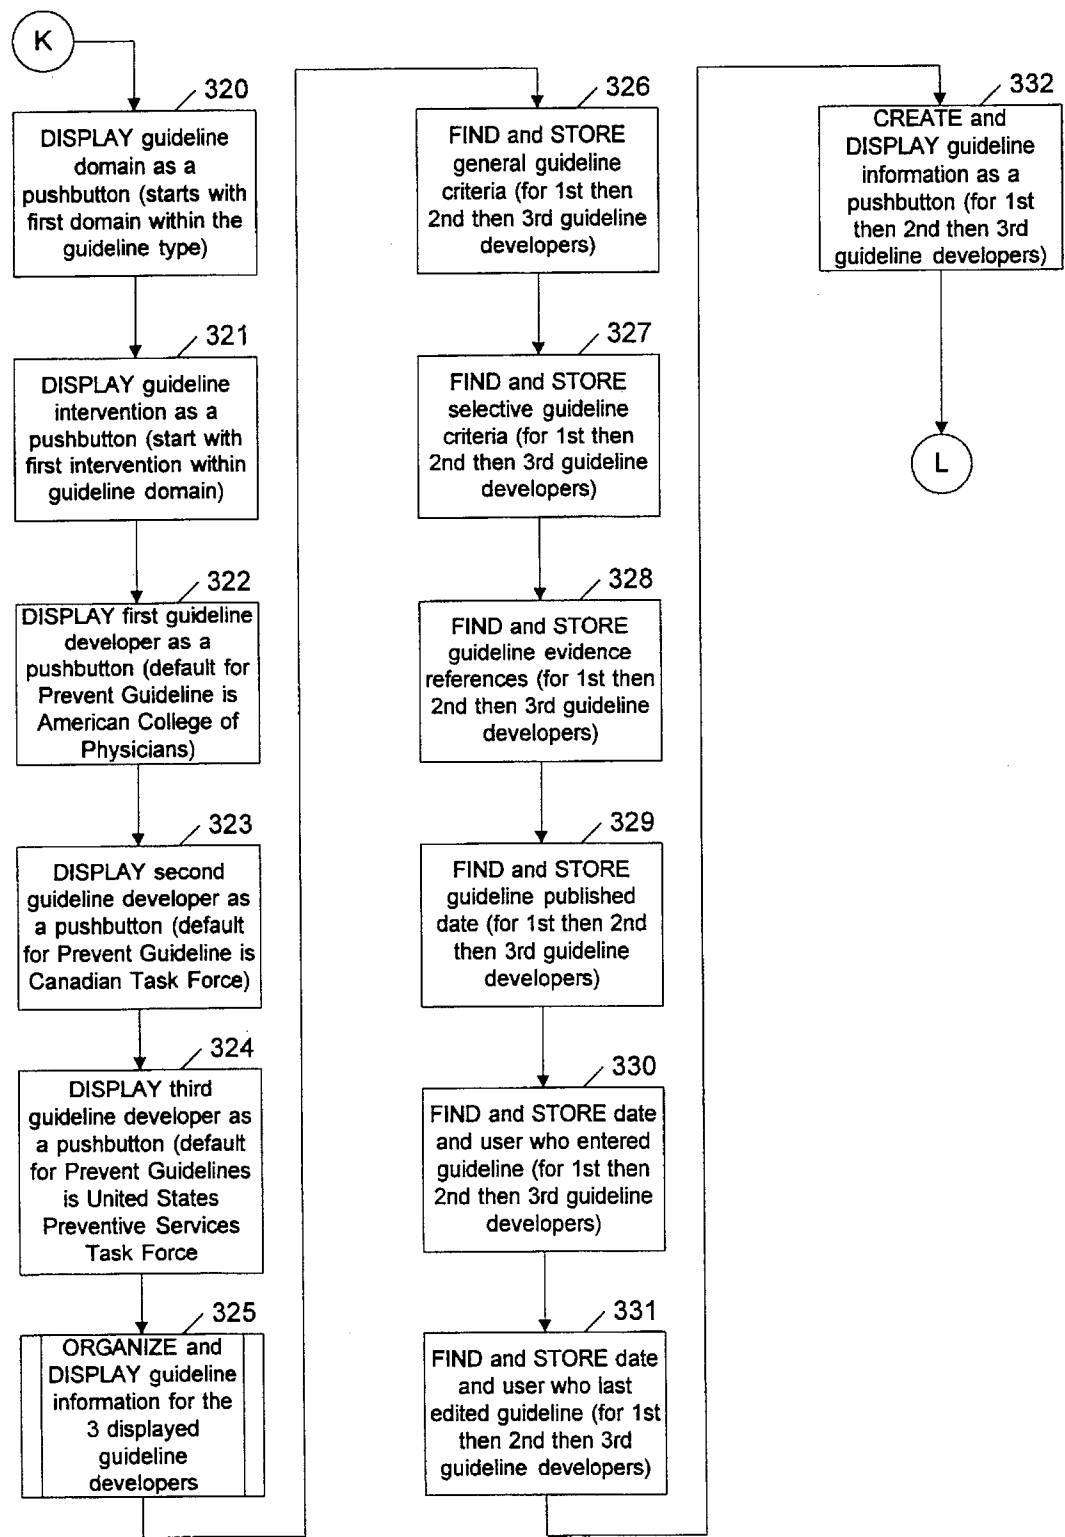 K
320
DISPLAY guideline
domain as a
pushbutton (starts with
first domain within the
guideline type)
321
DISPLAY guideline
intervention as a
pushbutton (start with
first intervention within
guideline domain)
322
DISPLAY first guideline
developer as a
pushbutton (default for
Prevent Guideline is
American College of
Physicians)
323
DISPLAY second
guideline developer as
a pushbutton (default
for Prevent Guideline is
Canadian Task Force)
324
DISPLAY third
guideline developer as
a pushbutton (default
for Prevent Guidelines
is United States
Preventive Services
Task Force
325
ORGANIZE and
DISPLAY guideline
information for the
3 displayed
guideline
developers
326
FIND and STORE
general guideline
criteria (for 1st then
2nd then 3rd guideline
developers)
327
FIND and STORE
selective guideline
criteria (for 1st then
2nd then 3rd guideline
developers)
328
FIND and STORE
guideline evidence
references (for 1st then
2nd then 3rd guideline
developers)
329
FIND and STORE
guideline published
date (for 1st then 2nd
then 3rd guideline
developers)
330
FIND and STORE date
and user who entered
guideline (for 1st then
2nd then 3rd guideline
developers)
331
FIND and STORE date
and user who last
edited guideline (for 1st
then 2nd then 3rd
guideline developers)
332
CREATE and
DISPLAY guideline
information as a
pushbutton (for 1st
then 2nd then 3rd
guideline developers)
L